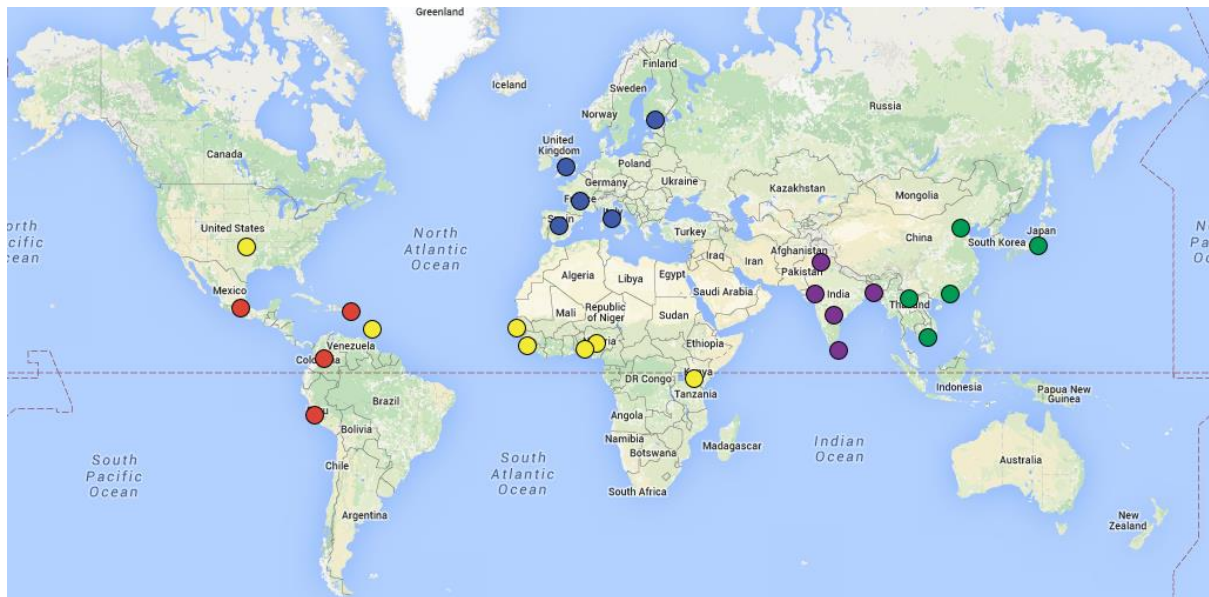 Greenland
Iceland
Finland
Sweden
Norway
Russia
United
Kingdom
Canada
Poland
Germany
Ukraine
Kazakhstan
Mongolia
United States
North
Atlantic
Ocean
Turkey
China
Japan
South Korea
Afghanistan
Iraq
Iran
Pakistan
Algeria
Libya
Egypt
Saudi Arabia
India
Mexico
Mali
Republic
of Niger
Sudan
Thailand
Venezuela
Ethiopia
DR Congo
Tanzania
Indonesia
Papua New
Guinea
Brazil
Bolivia
Angola
Namibia
Botswana
Madagascar
Indian
Ocean
South
Pacific
Ocean
South
Atlantic
Ocean
Chile
Australia
South Africa
Argentina
New
Zealand